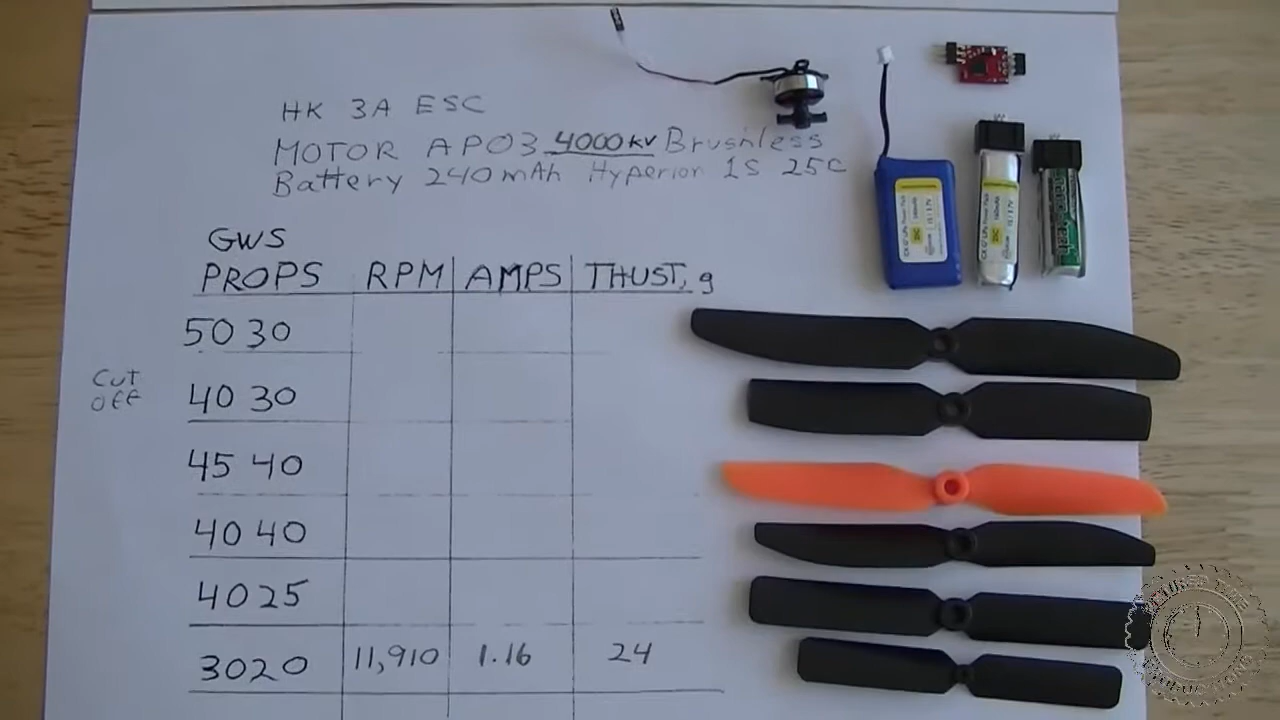 HK 3A ESC
MOTOR AP03 4000kv Brushless
Battery 240mAh Hyperion 1S 25C
GWS
PROPS RPM AMPS THUST, g
5030
Cut
off
4030
4540
4040
4025
3020 11,910 1.16 24